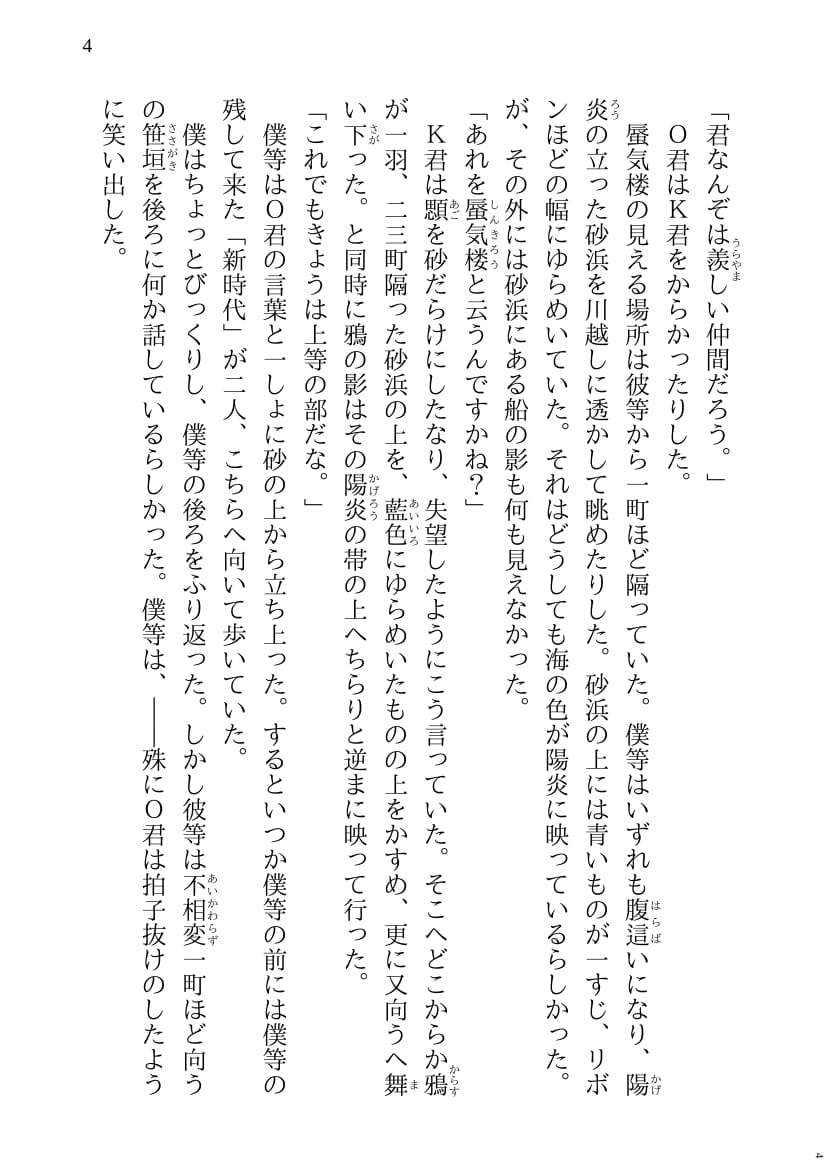 4
「君なんぞは羨しい仲間だろう。」
O君はK君をからかったりした。
蜃気楼の見える場所は彼等から一町ほど隔っていた。僕等はいずれも腹這いになり、陽
炎の立った砂浜を川越しに透かして眺めたりした。砂浜の上には青いものが一すじ、リボ
ンほどの幅にゆらめいていた。それはどうしても海の色が陽炎に映っているらしかった。
が、その外には砂浜にある船の影も何も見えなかった。
「あれを蜃気楼と云うんですかね?」
K君は顋を砂だらけにしたなり、失望したようにこう言っていた。そこへどこからか鴉
が一羽、二三町隔った砂浜の上を、藍色にゆらめいたものの上をかすめ、更に又向うへ舞
い下った。と同時に鴉の影はその陽炎の帯の上へちらりと逆まに映って行った。
「これでもきょうは上等の部だな。」
僕等はO君の言葉と一しょに砂の上から立ち上った。するといつか僕等の前には僕等の
残して来た「新時代」が二人、こちらへ向いて歩いていた。
僕はちょっとびっくりし、僕等の後ろをふり返った。しかし彼等は不相変一町ほど向う
の笹垣を後ろに何か話しているらしかった。僕等は、――殊にO君は拍子抜けのしたよう
に笑い出した。
4